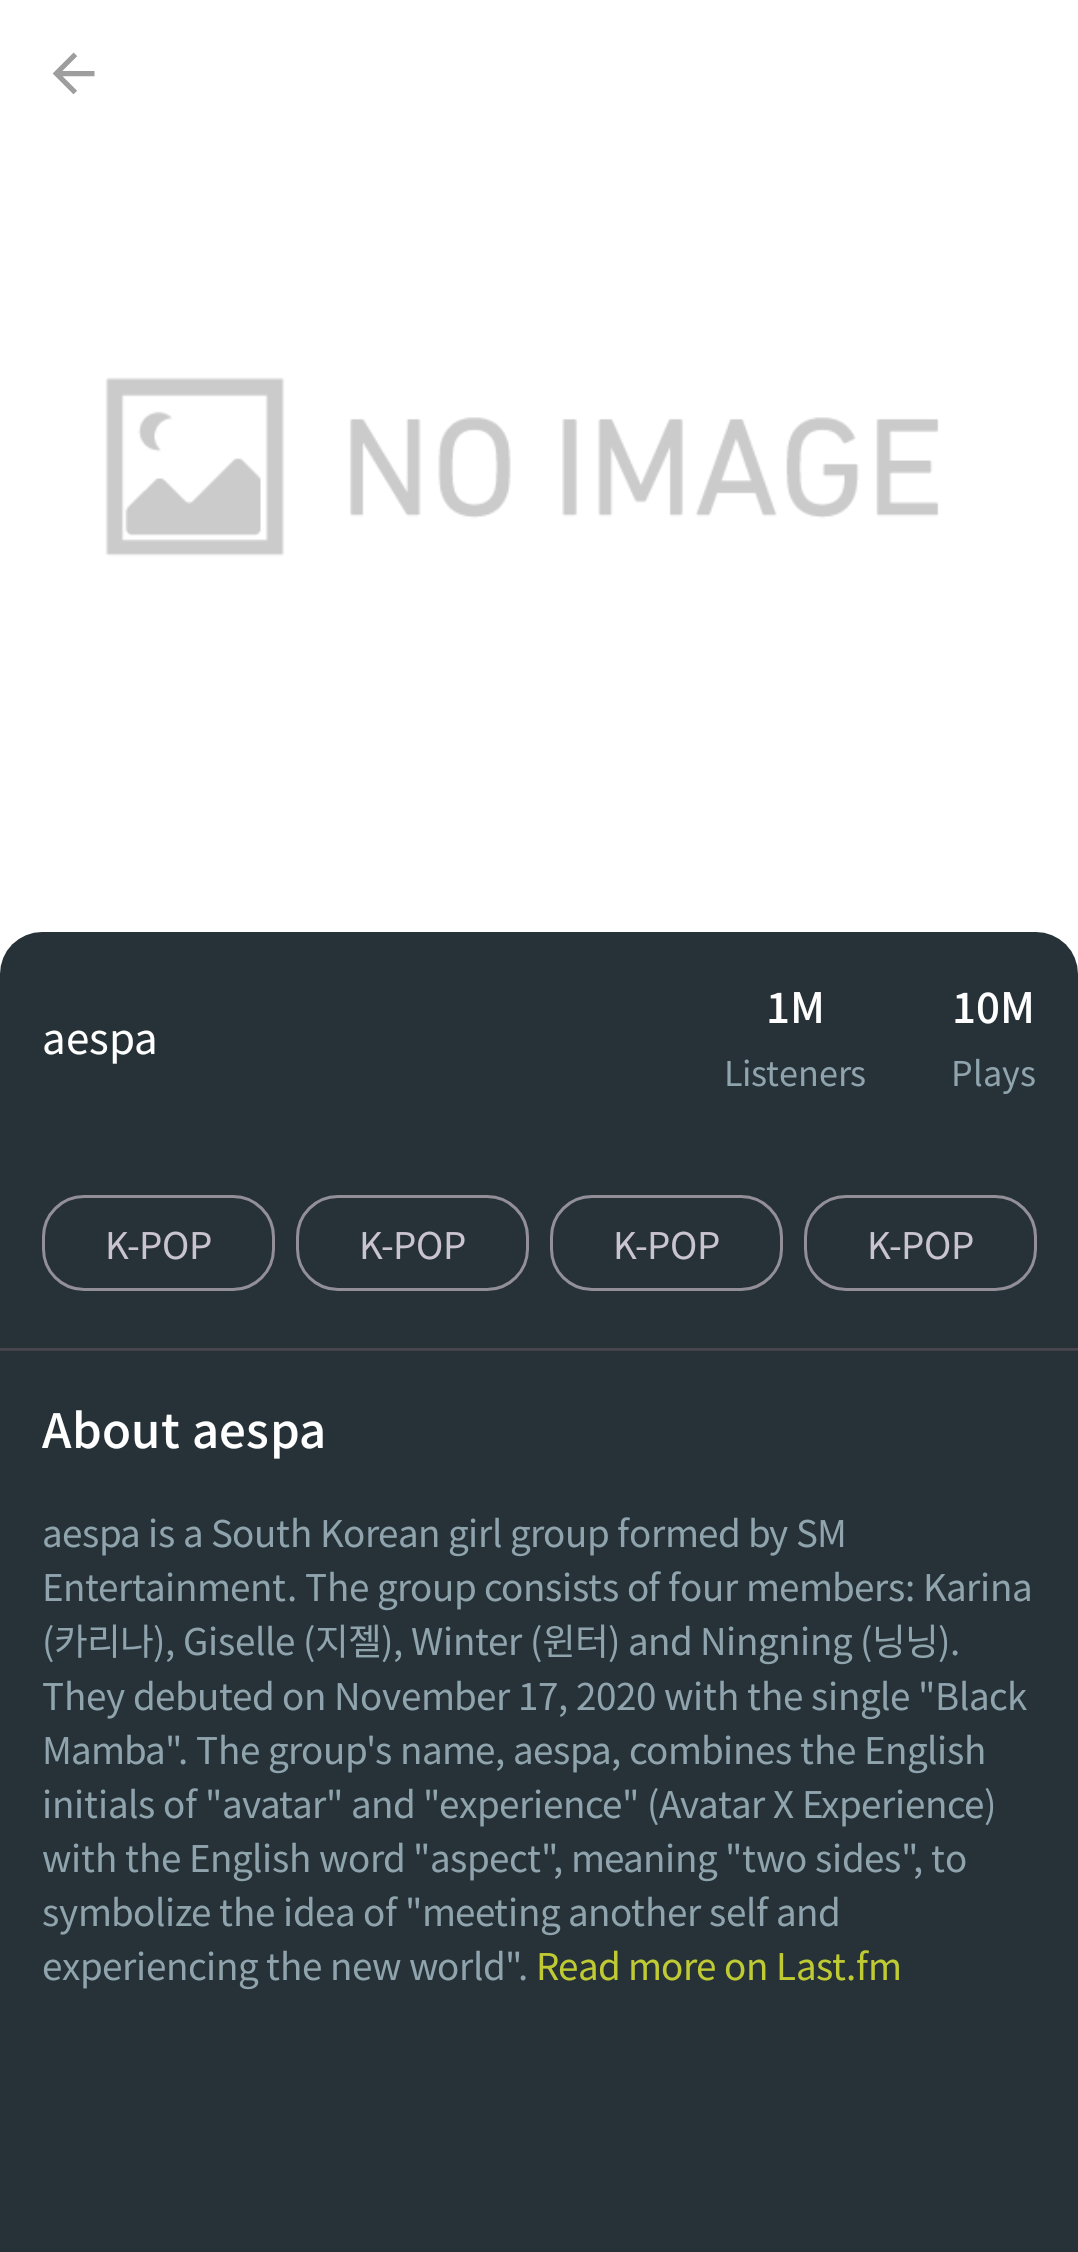 NO IMAGE
aespa
1M
Listeners
10M
Plays
K-POP
K-POP
K-POP
K-POP
About aespa
aespa is a South Korean girl group formed by SM
Entertainment. The group consists of four members: Karina
(카리나), Giselle (지젤), Winter (윈터) and Ningning (닝닝).
They debuted on November 17, 2020 with the single "Black
Mamba". The group's name, aespa, combines the English
initials of "avatar" and "experience" (Avatar X Experience)
with the English word "aspect", meaning "two sides", to
symbolize the idea of "meeting another self and
experiencing the new world". Read more on Last.fm